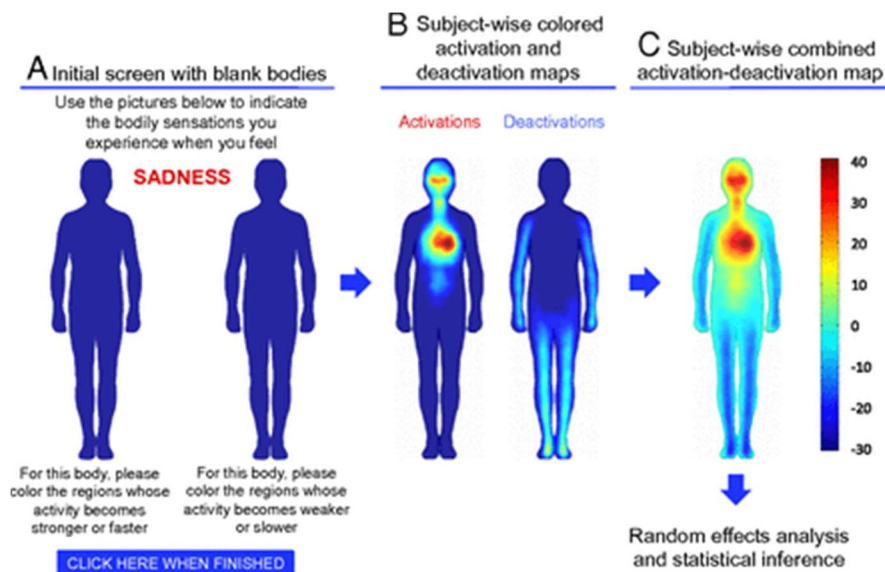 A Initial screen with blank bodies
Use the pictures below to indicate
the bodily sensations you
experience when you feel
SADNESS
For this body, please
color the regions whose
activity becomes
stronger or faster
For this body, please
color the regions whose
activity becomes weaker
or slower
CLICK HERE WHEN FINISHED
B Subject-wise colored
activation and
deactivation maps
Activations
Deactivations
C Subject-wise combined
activation-deactivation map
40
30
20
10
0
-10
-20
-30
Random effects analysis
and statistical inference